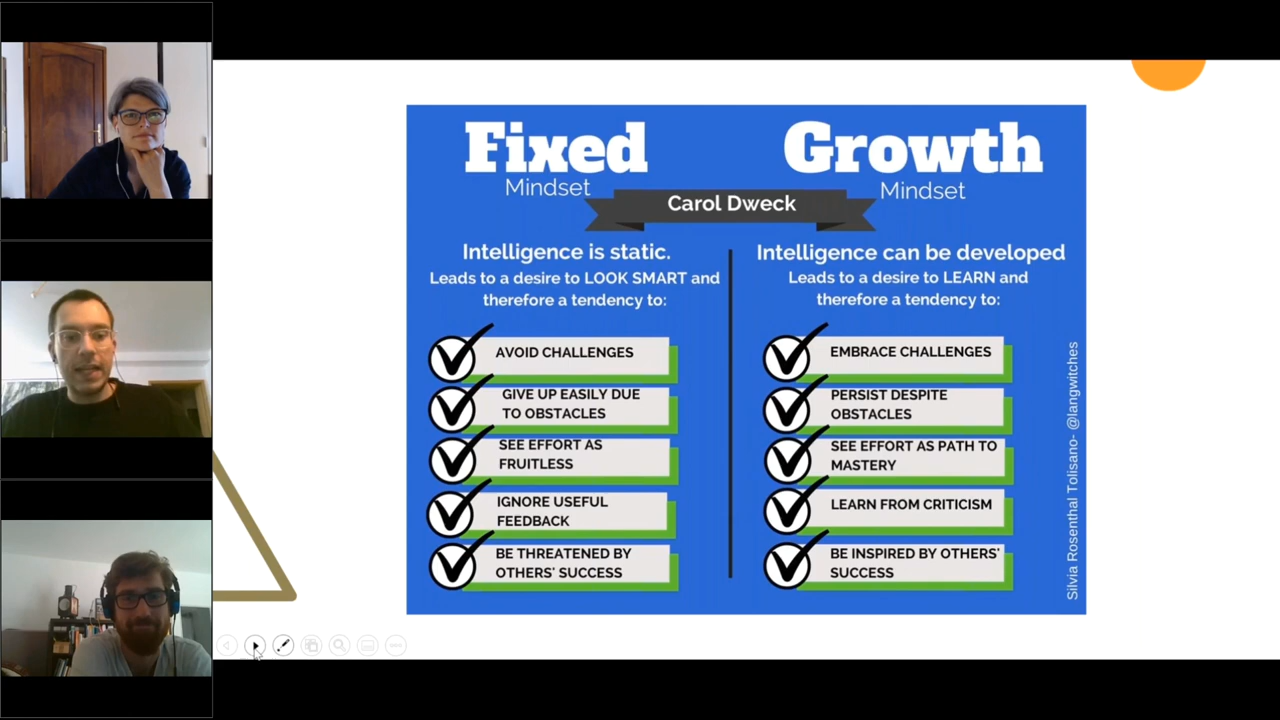 Fixed
Mindset
Growth
Mindset
Carol Dweck
Intelligence is static.
Leads to a desire to LOOK SMART and
therefore a tendency to:
AVOID CHALLENGES
GIVE UP EASILY DUE
TO OBSTACLES
SEE EFFORT AS
FRUITLESS
IGNORE USEFUL
FEEDBACK
BE THREATENED BY
OTHERS' SUCCESS
Intelligence can be developed
Leads to a desire to LEARN and
therefore a tendency to:
EMBRACE CHALLENGES
PERSIST DESPITE
OBSTACLES
SEE EFFORT AS PATH TO
MASTERY
LEARN FROM CRITICISM
BE INSPIRED BY OTHERS'
SUCCESS
Silvia Rosenthal Tolisano- @langwitches